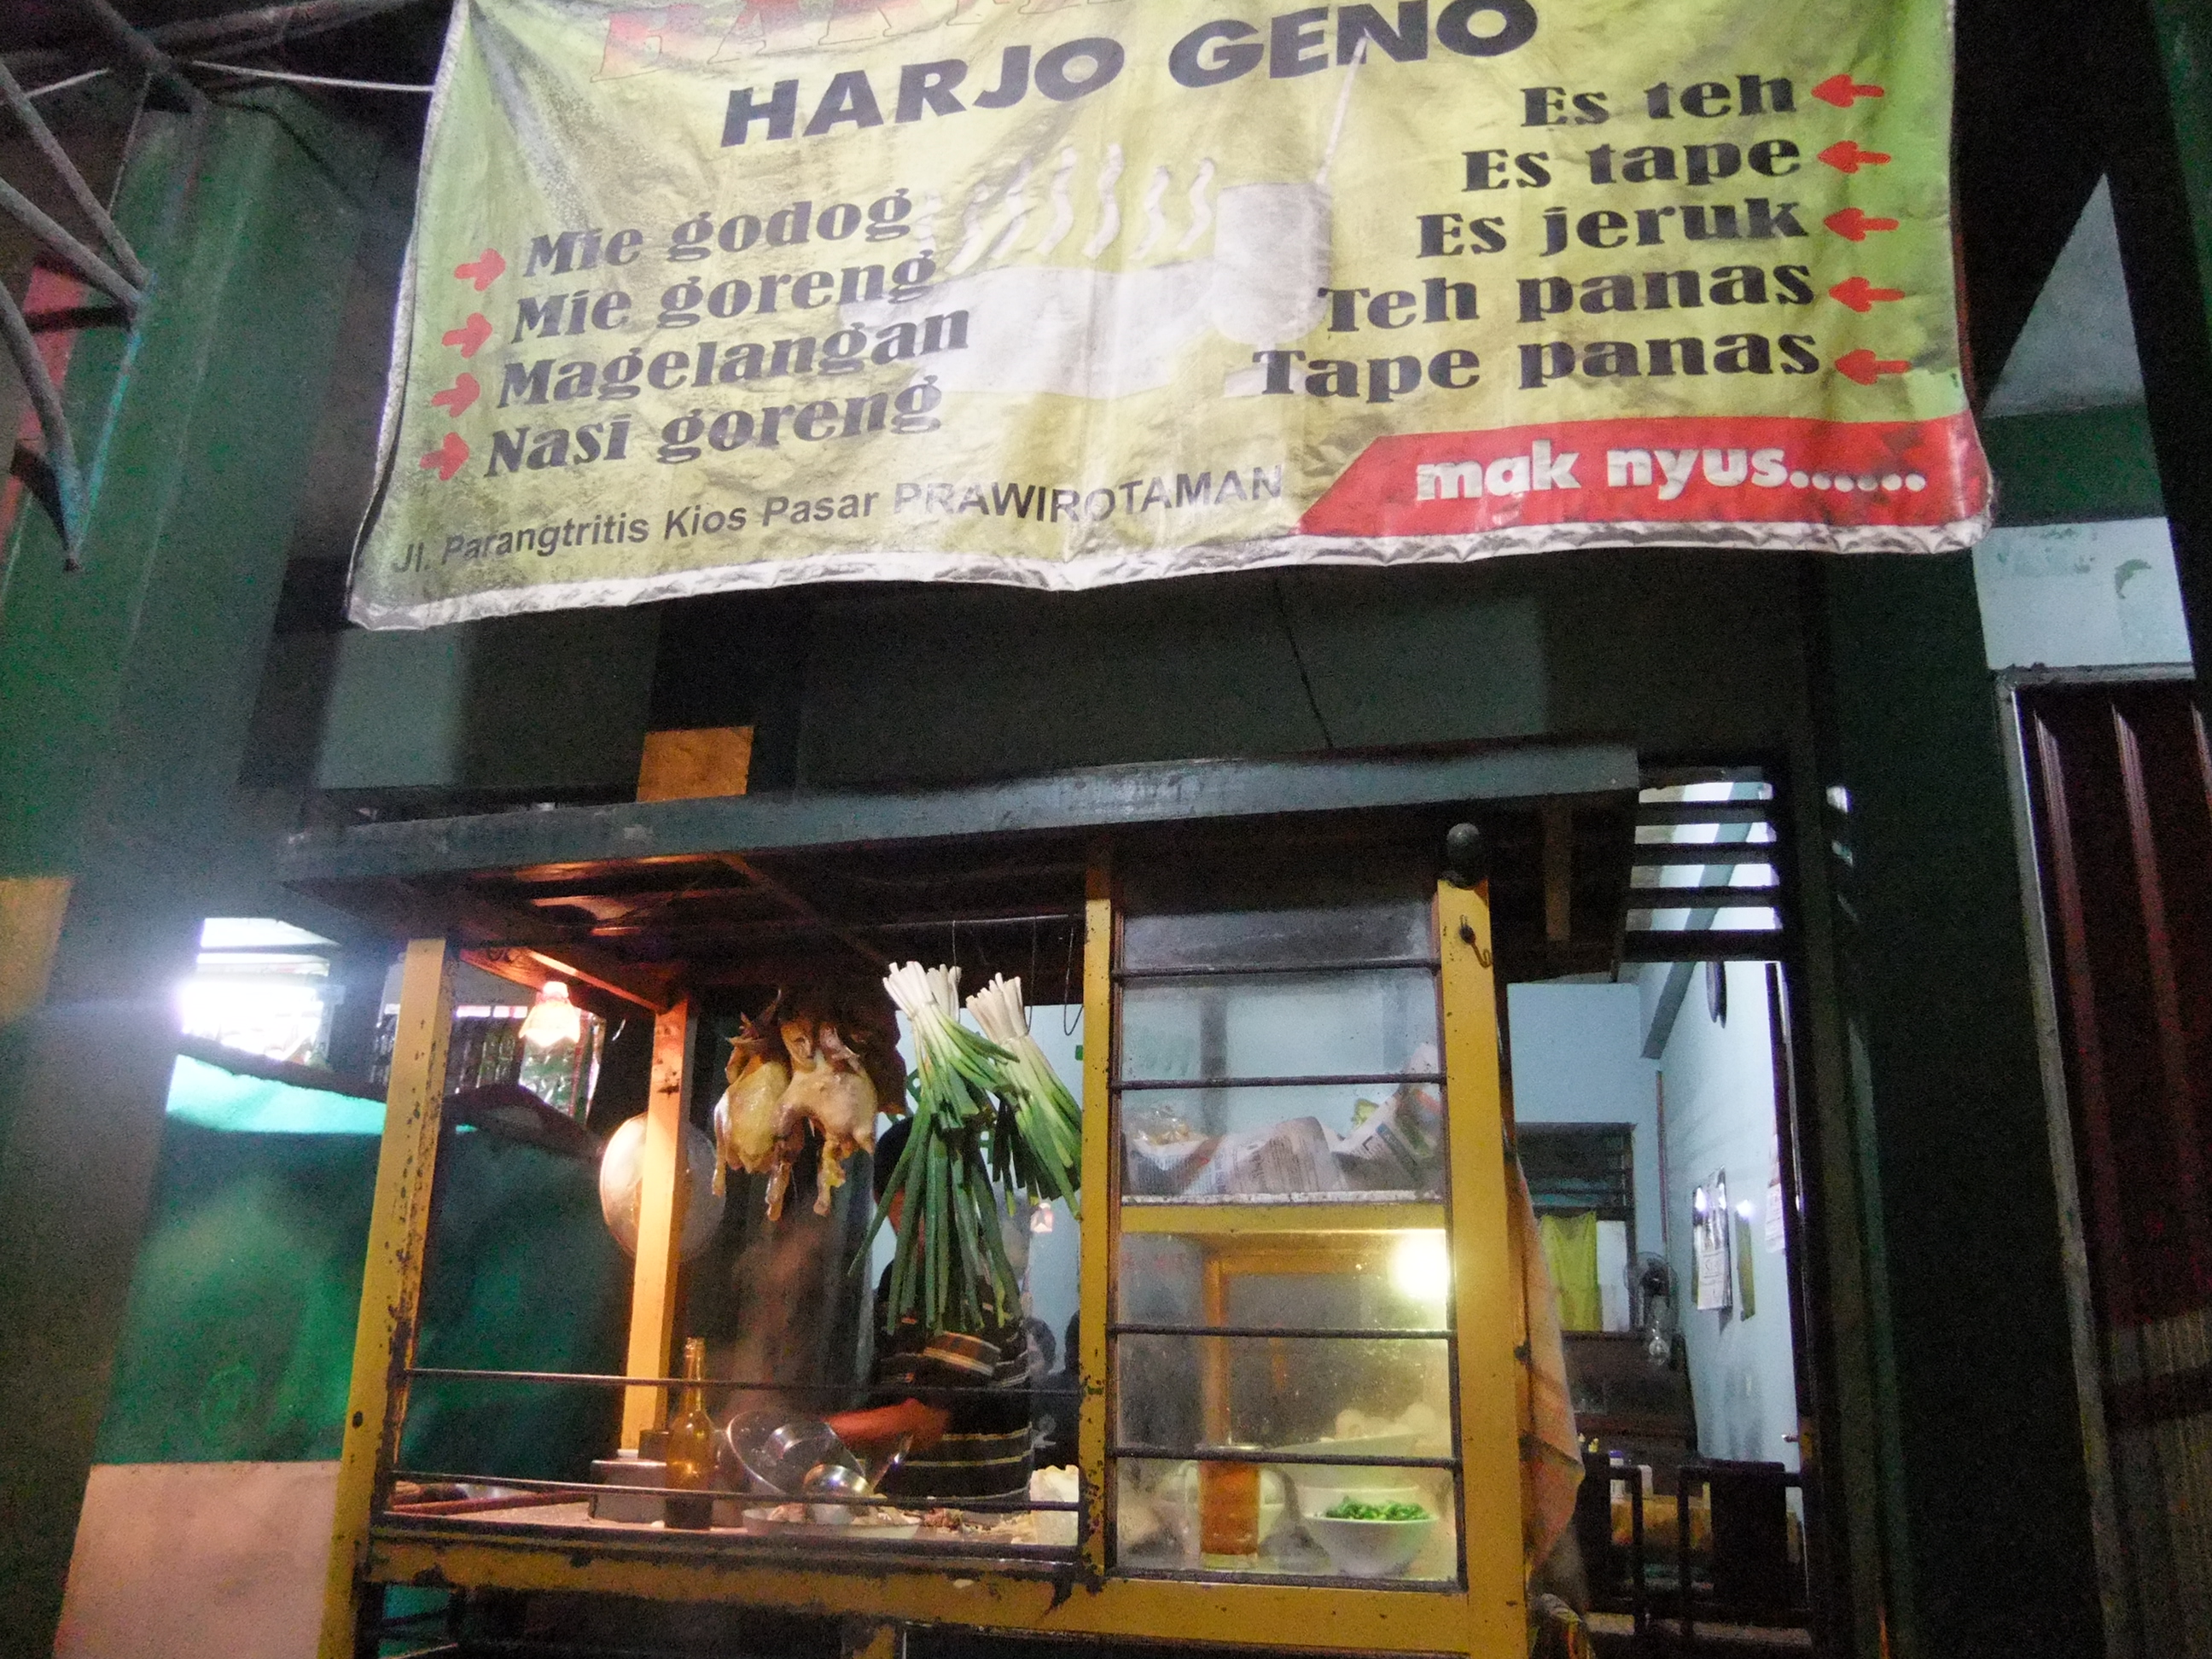 HARJO GENO
Mie godog
Mie goreng
Magelangan
Nasi goreng
Es teh
Es tape
Es jeruk
Teh panas
Tape panas
Jl. Parangtritis Kios Pasar PRAWIROTAMAN
mak nyus......